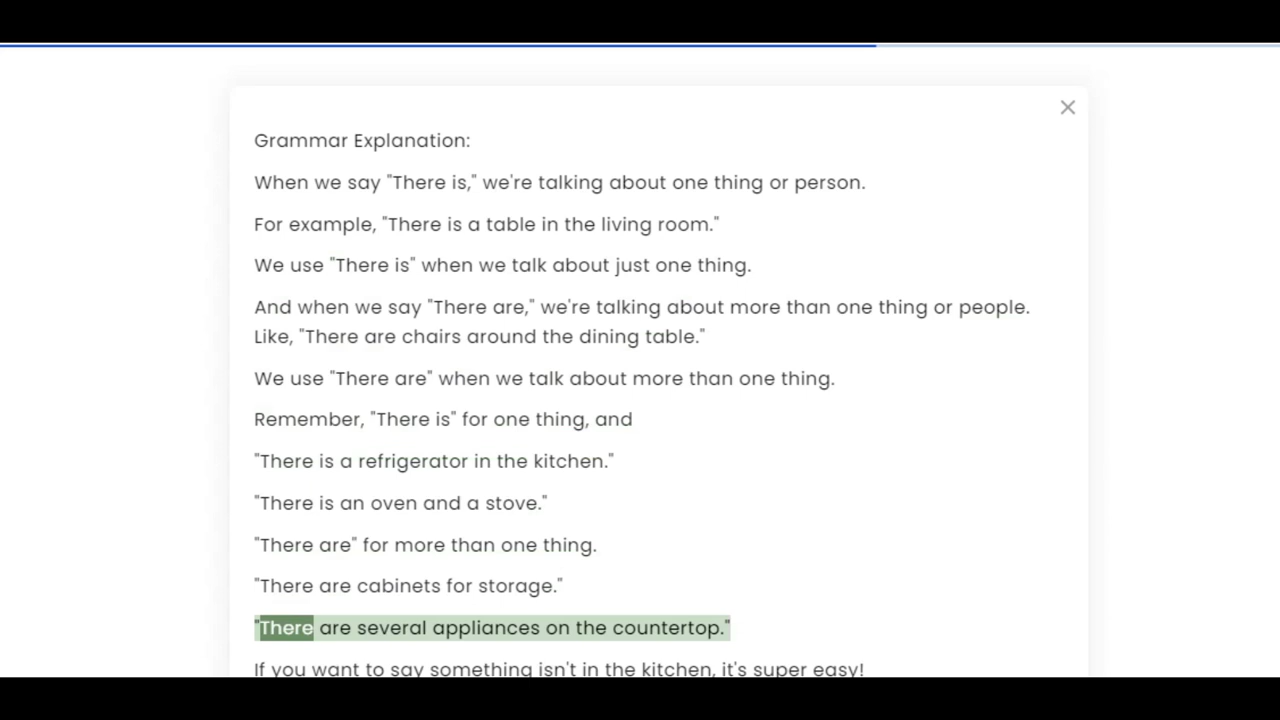 Grammar Explanation:
When we say "There is," we're talking about one thing or person.
For example, "There is a table in the living room."
We use "There is" when we talk about just one thing.
And when we say "There are," we're talking about more than one thing or people.
Like, "There are chairs around the dining table."
We use "There are" when we talk about more than one thing.
Remember, "There is" for one thing, and
"There is a refrigerator in the kitchen."
"There is an oven and a stove."
"There are" for more than one thing.
"There are cabinets for storage."
"There are several appliances on the countertop."
If you want to say something isn't in the kitchen, it's super easy!